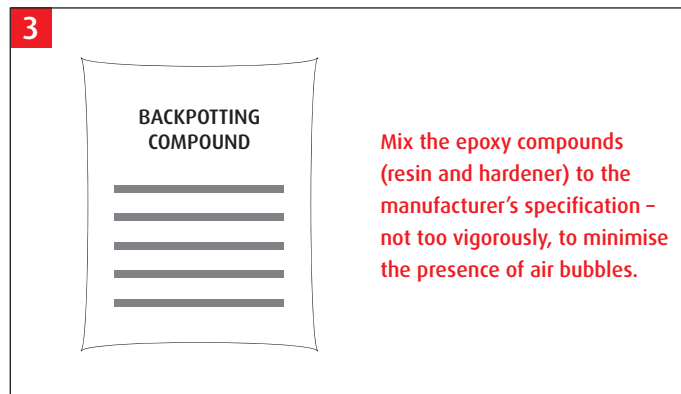 3
BACKPOTTING
COMPOUND
Mix the epoxy compounds
(resin and hardener) to the
manufacturer’s specification –
not too vigorously, to minimise
the presence of air bubbles.